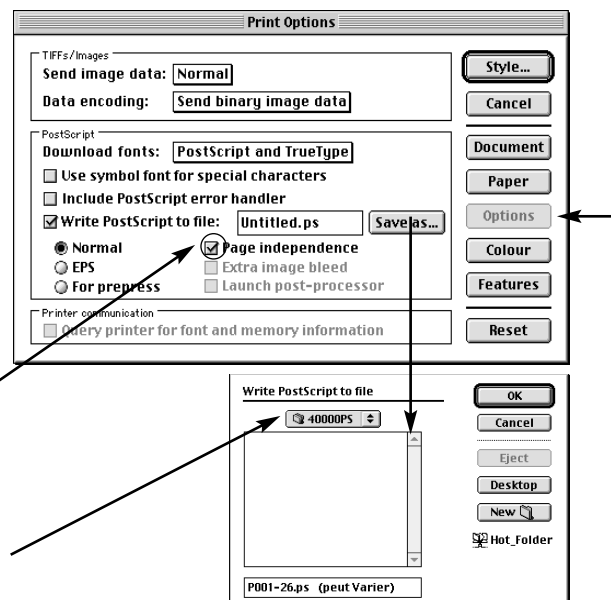 Print Options
TIFFs/Images
Send image data: Normal
Data encoding: Send binary image data
PostScript
Download fonts: PostScript and TrueType
Use symbol font for special characters
Include PostScript error handler
Write PostScript to file: Untitled.ps Save as...
Normal Page independence
EPS Extra image bleed
For prepress Launch post-processor
Printer communication
Query printer for font and memory information
Style...
Cancel
Document
Paper
Options
Colour
Features
Reset
Write PostScript to file
40000PS
P001-26.ps (peut Varier)
OK
Cancel
Eject
Desktop
New
Hot_Folder